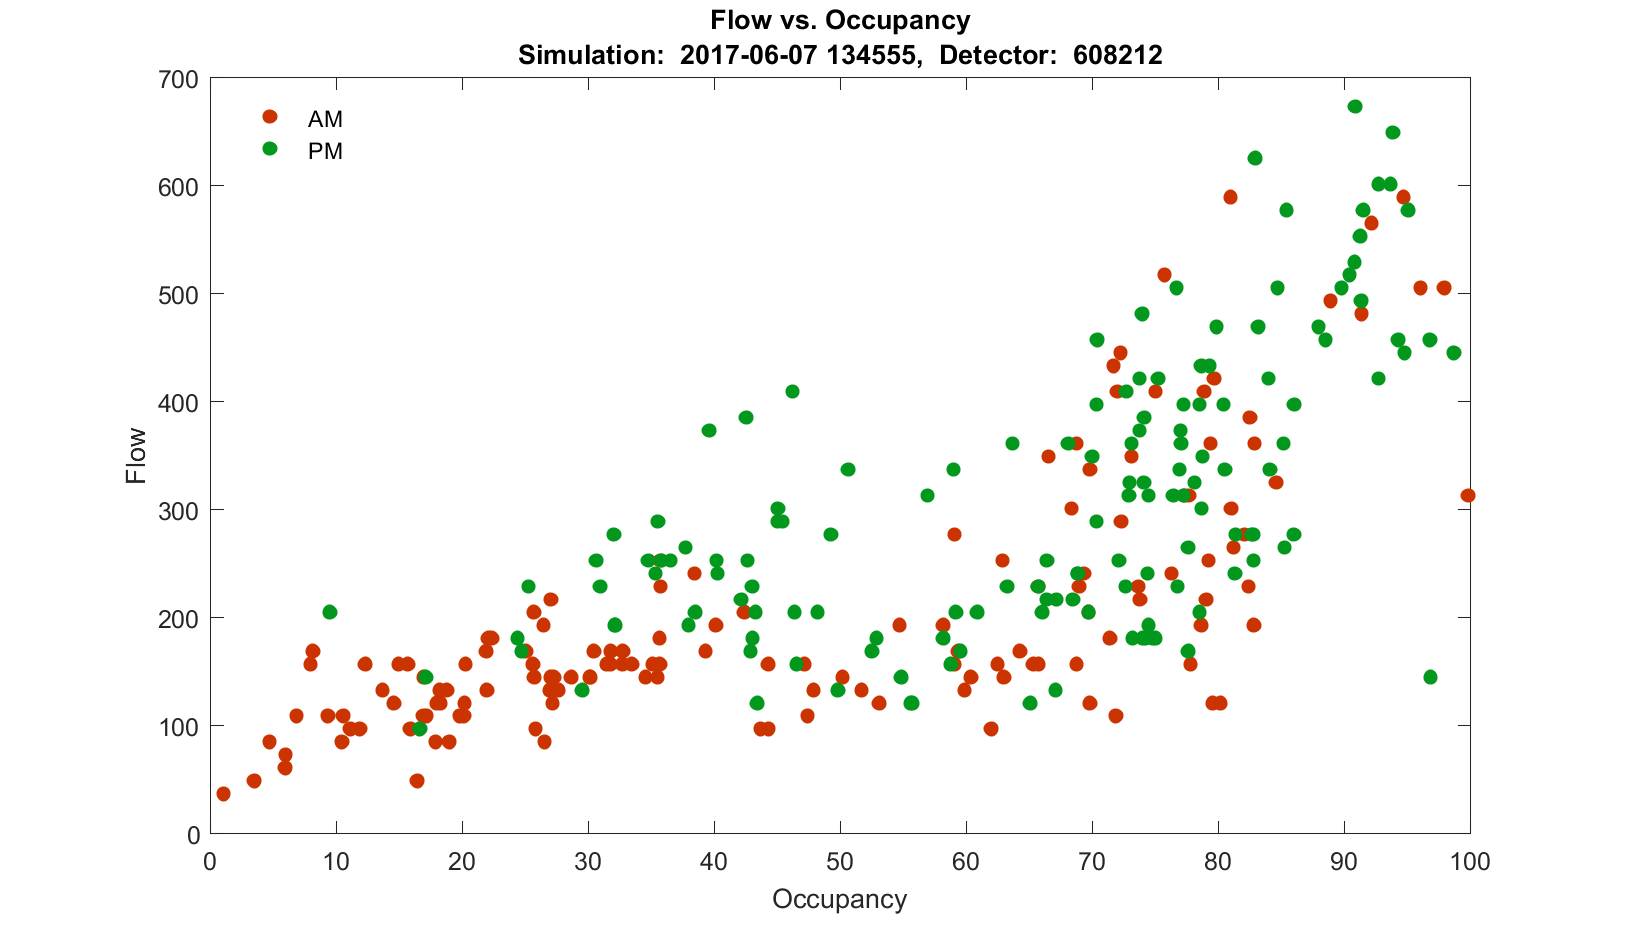 Flow vs. Occupancy
Simulation:  2017-06-07 134555,  Detector:  608212
700
600
500
400
300
200
100
0
AM
PM
Flow
0 10 20 30 40 50 60 70 80 90 100
Occupancy